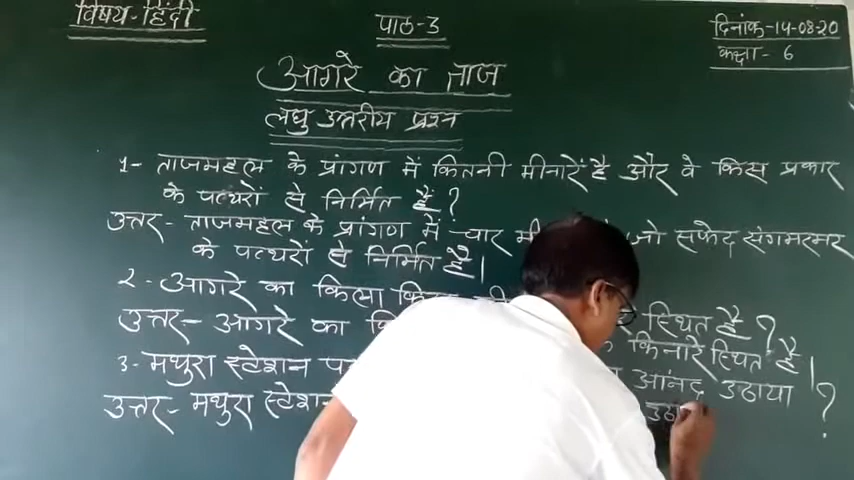 विषय-हिंदी
पाठ-3
दिनांक-14-08-20
कक्षा - 6
आगरे का ताज
लघु उत्तरीय प्रश्न
1- ताजमहल के प्रांगण में कितनी मीनारें है और वे किस प्रकार
के पत्थरों से निर्मित हैं?
उत्तर- ताजमहल के प्रांगण में चार जो सफेद संगमरमर
के पत्थरों से निर्मित है।
2- आगरे का किला स्थित है?
उत्तर- आगरे का किनारे स्थित है।
3- मथुरा स्टेशन आंनद उठाया ?
उत्तर- मथुरा स्टेशन